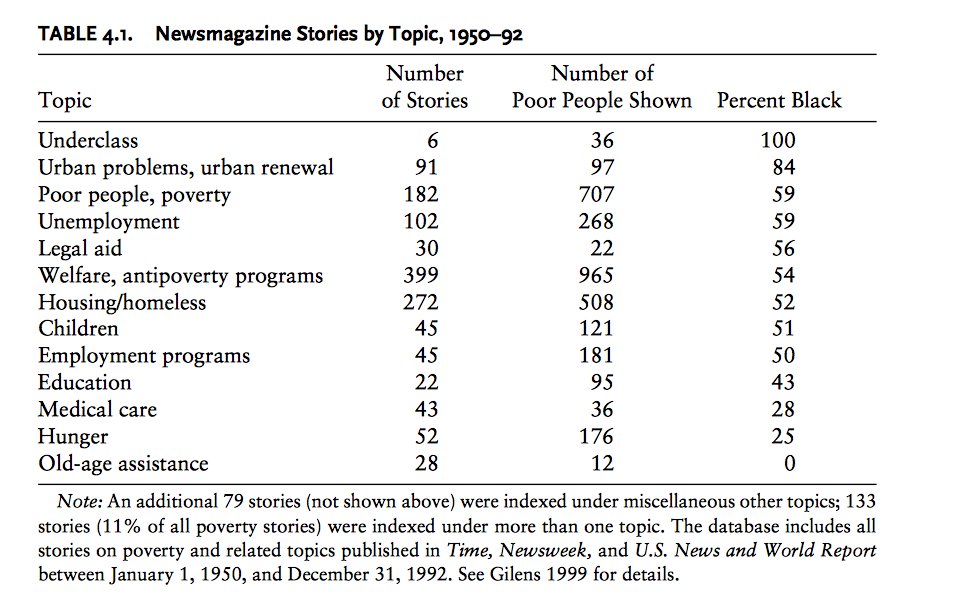 TABLE 4.1. Newsmagazine Stories by Topic, 1950–92
Number Number of
Topic of Stories Poor People Shown Percent Black
Underclass 6 36 100
Urban problems, urban renewal 91 97 84
Poor people, poverty 182 707 59
Unemployment 102 268 59
Legal aid 30 22 56
Welfare, antipoverty programs 399 965 54
Housing/homeless 272 508 52
Children 45 121 51
Employment programs 45 181 50
Education 22 95 43
Medical care 43 36 28
Hunger 52 176 25
Old-age assistance 28 12 0
Note: An additional 79 stories (not shown above) were indexed under miscellaneous other topics; 133
stories (11% of all poverty stories) were indexed under more than one topic. The database includes all
stories on poverty and related topics published in Time, Newsweek, and U.S. News and World Report
between January 1, 1950, and December 31, 1992. See Gilens 1999 for details.